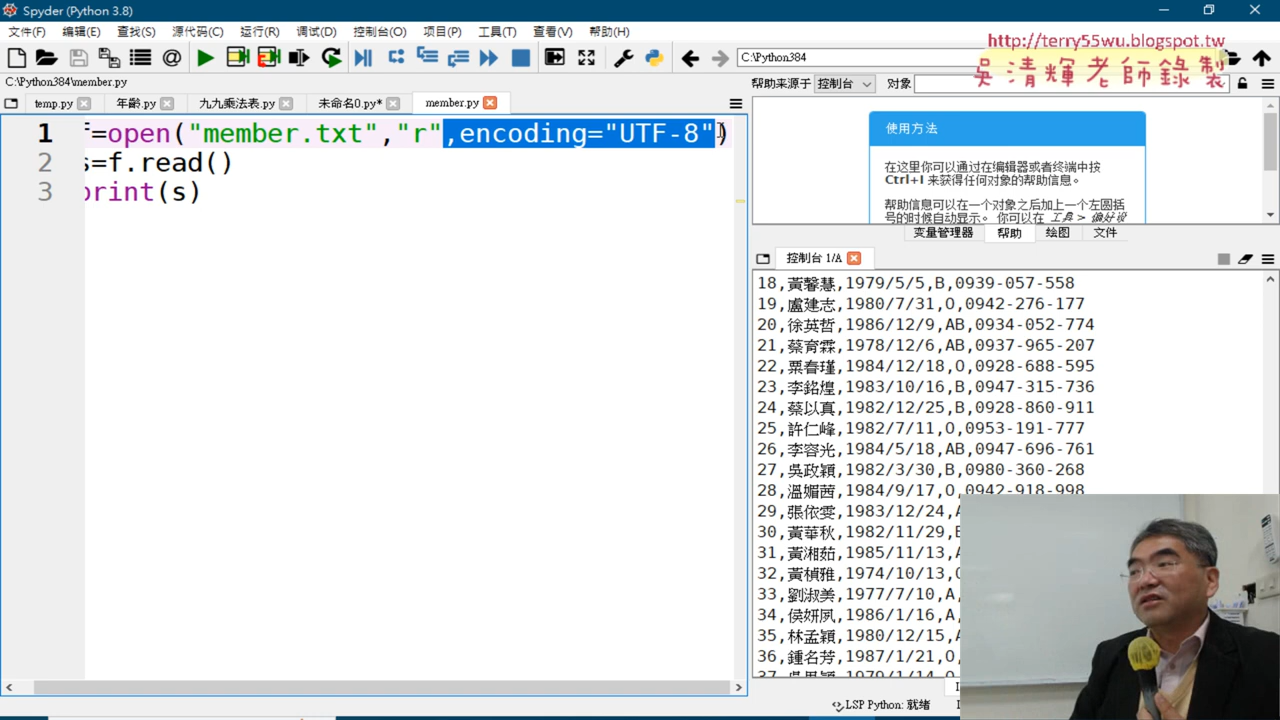 Spyder (Python 3.8)
文件(F) 编辑(E) 查找(S) 源代码(C) 运行(R) 调试(D) 控制台(O) 项目(P) 工具(T) 查看(V) 帮助(H)
http://terry55wu.blogspot.tw
C:\Python384
吳清輝老師錄製
C:\Python384\member.py
帮助来源于 控制台 对象
temp.py 年齡.py 九九乘法表.py 未命名0.py* member.py
1 f=open("member.txt","r",encoding="UTF-8")
2 s=f.read()
3 print(s)
使用方法
在这里你可以通过在编辑器或者终端中按
Ctrl+I 来获得任何对象的帮助信息。
帮助信息可以在一个对象之后加上一个左圆括
号的时候自动显示。 你可以在 工具 > 偏好设
变量管理器 帮助 绘图 文件
控制台 1/A
18,黃馨慧,1979/5/5,B,0939-057-558
19,盧建志,1980/7/31,O,0942-276-177
20,徐英哲,1986/12/9,AB,0934-052-774
21,蔡育霖,1978/12/6,AB,0937-965-207
22,粟春瑾,1984/12/18,O,0928-688-595
23,李銘煌,1983/10/16,B,0947-315-736
24,蔡以真,1982/12/25,B,0928-860-911
25,許仁峰,1982/7/11,O,0953-191-777
26,李容光,1984/5/18,AB,0947-696-761
27,吳政穎,1982/3/30,B,0980-360-268
28,溫媚茜,1984/9/17,O,0942-918-998
29,張依雯,1983/12/24,
30,黃華秋,1982/11/29,
31,黃湘茹,1985/11/13,
32,黃楨雅,1974/10/13,
33,劉淑美,1977/7/10,A,
34,侯妍夙,1986/1/16,A,
35,林孟穎,1980/12/15,
36,鍾名芳,1987/1/21,O,
LSP Python: 就绪